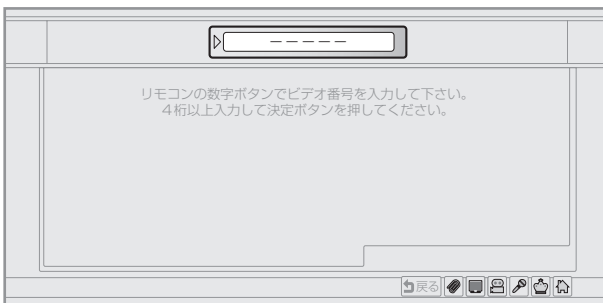 －－－－－
リモコンの数字ボタンでビデオ番号を入力して下さい。
４桁以上入力して決定ボタンを押してください。
戻る